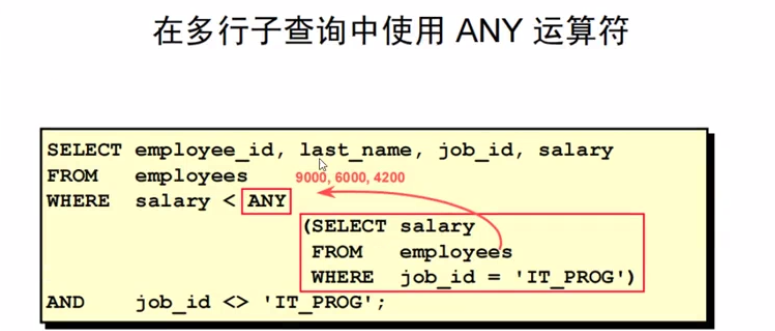 在多行子查询中使用 ANY 运算符
SELECT employee_id, last_name, job_id, salary
FROM employees 9000, 6000, 4200
WHERE salary < ANY
(SELECT salary
FROM employees
WHERE job_id = 'IT_PROG')
AND job_id <> 'IT_PROG';